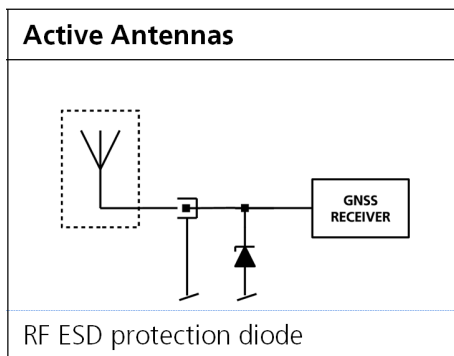 Active Antennas
GNSS
RECEIVER
RF ESD protection diode